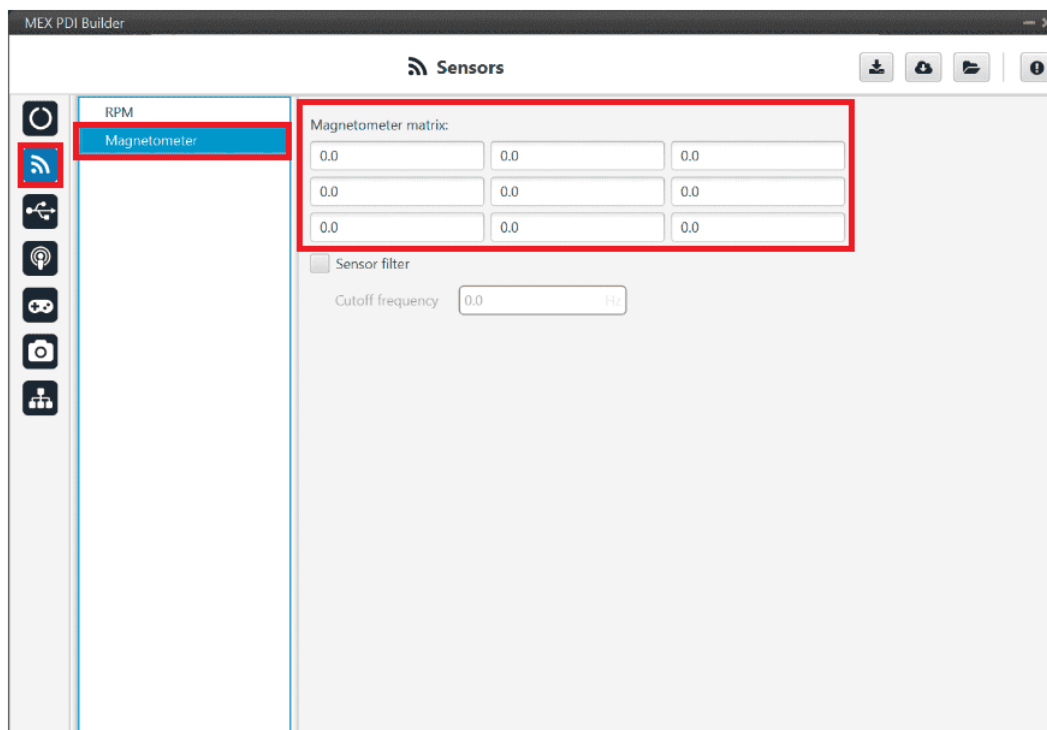 MEX PDI Builder
Sensors
RPM
Magnetometer
Magnetometer matrix:
0.0 0.0 0.0
0.0 0.0 0.0
0.0 0.0 0.0
Sensor filter
Cutoff frequency 0.0 Hz